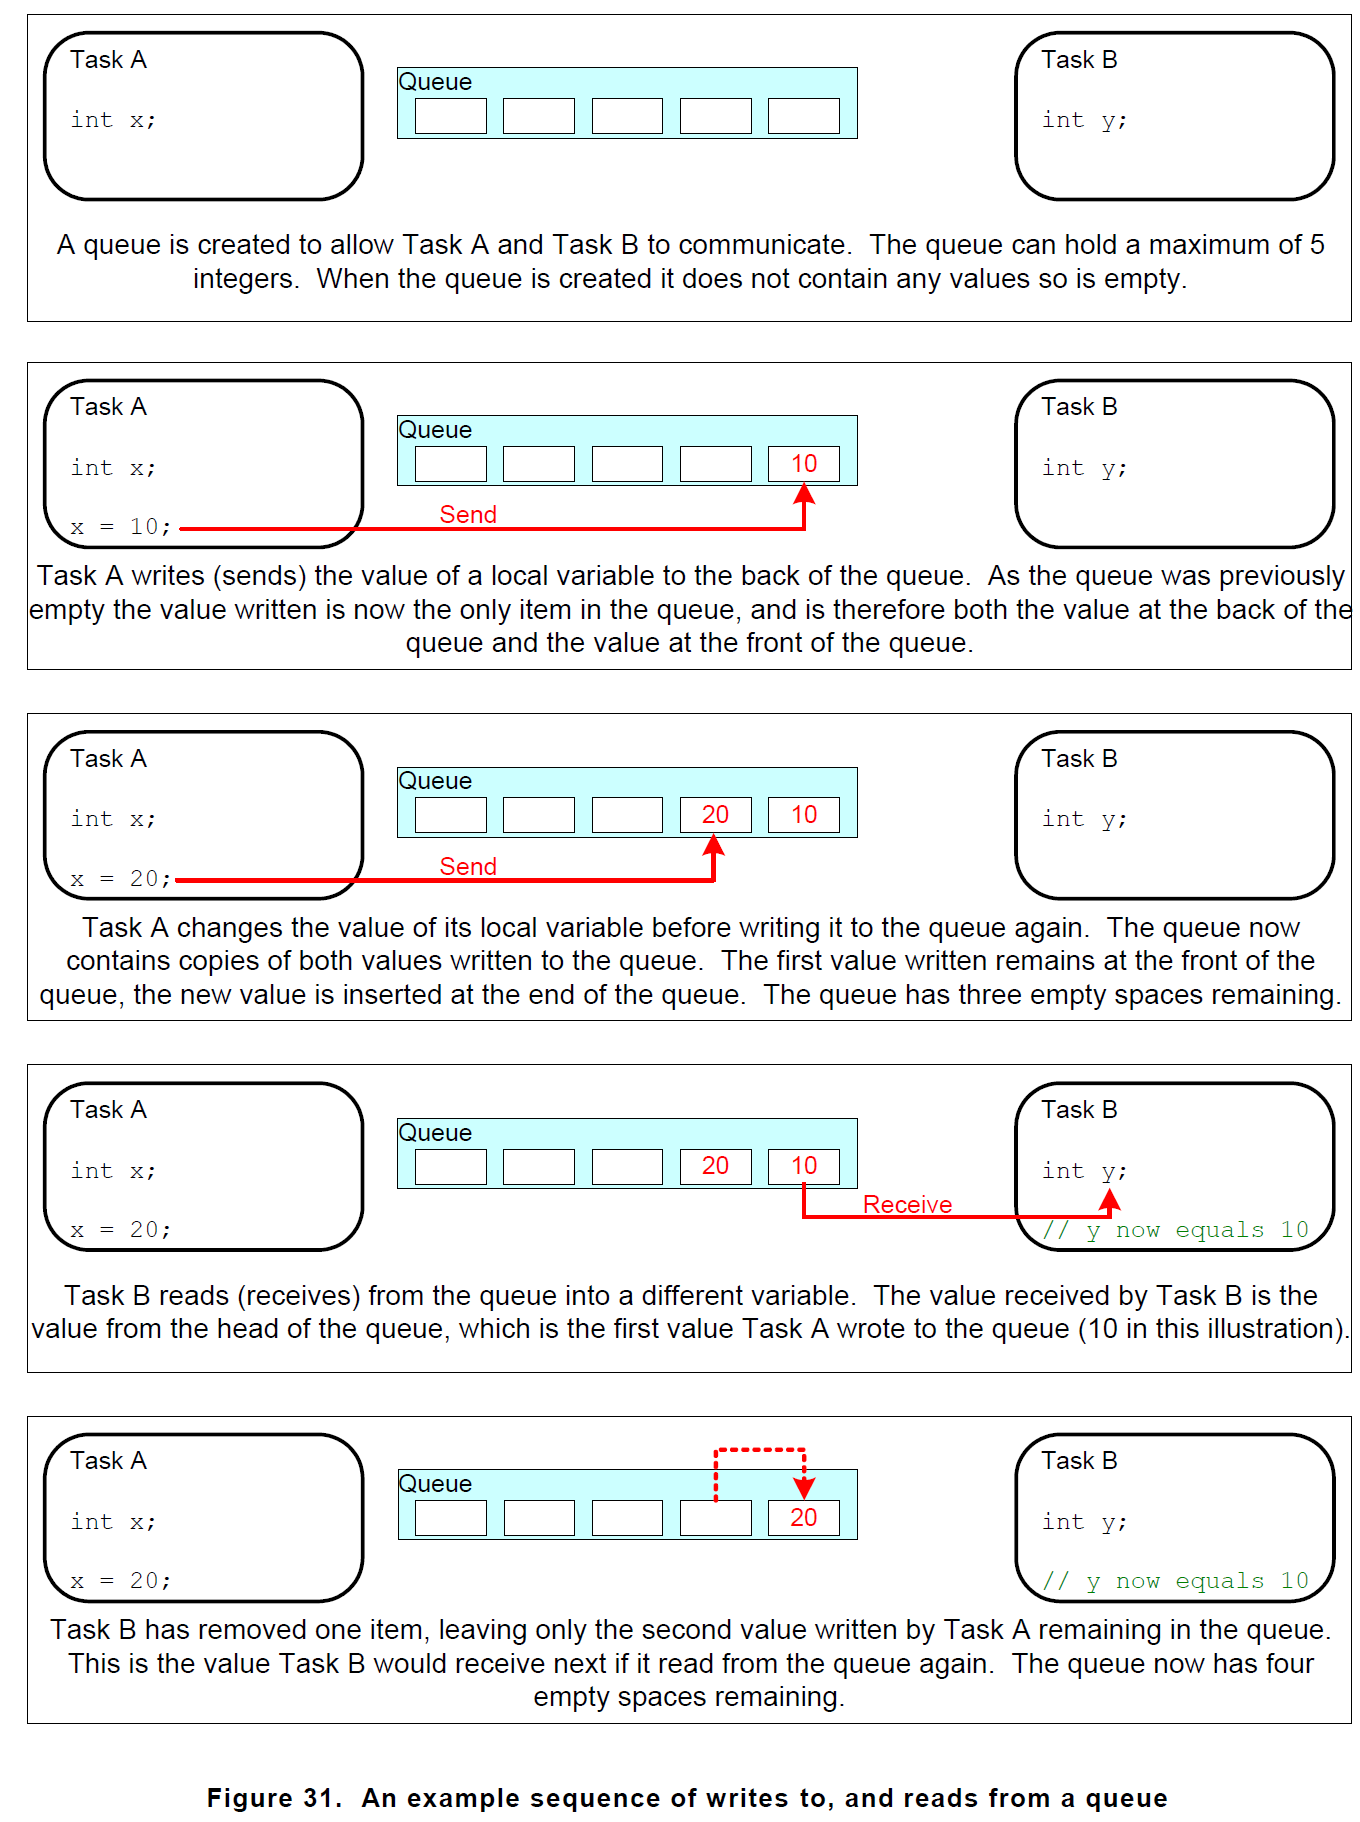 Task A
int x;
Queue
Task B
int y;
A queue is created to allow Task A and Task B to communicate.  The queue can hold a maximum of 5
integers.  When the queue is created it does not contain any values so is empty.
Task A
int x;
x = 10;
Queue
10
Send
Task B
int y;
Task A writes (sends) the value of a local variable to the back of the queue.  As the queue was previously
empty the value written is now the only item in the queue, and is therefore both the value at the back of the
queue and the value at the front of the queue.
Task A
int x;
x = 20;
Queue
20 10
Send
Task B
int y;
Task A changes the value of its local variable before writing it to the queue again.  The queue now
contains copies of both values written to the queue.  The first value written remains at the front of the
queue, the new value is inserted at the end of the queue.  The queue has three empty spaces remaining.
Task A
int x;
x = 20;
Queue
20 10
Receive
Task B
int y;
// y now equals 10
Task B reads (receives) from the queue into a different variable.  The value received by Task B is the
value from the head of the queue, which is the first value Task A wrote to the queue (10 in this illustration).
Task A
int x;
x = 20;
Queue
20
Task B
int y;
// y now equals 10
Task B has removed one item, leaving only the second value written by Task A remaining in the queue.
This is the value Task B would receive next if it read from the queue again.  The queue now has four
empty spaces remaining.
Figure 31.  An example sequence of writes to, and reads from a queue